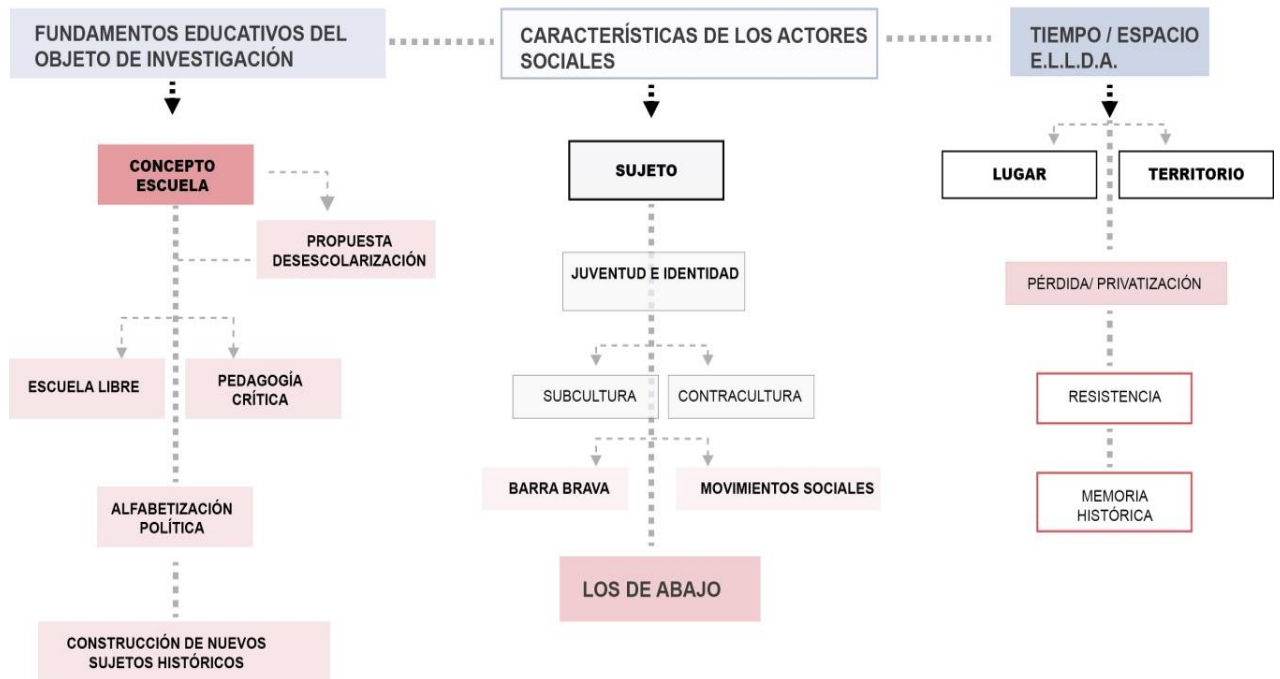 FUNDAMENTOS EDUCATIVOS DEL
OBJETO DE INVESTIGACIÓN
CARACTERÍSTICAS DE LOS ACTORES
SOCIALES
TIEMPO / ESPACIO
E.L.L.D.A.
CONCEPTO
ESCUELA
PROPUESTA
DESESCOLARIZACIÓN
ESCUELA LIBRE
PEDAGOGÍA
CRÍTICA
ALFABETIZACIÓN
POLÍTICA
CONSTRUCCIÓN DE NUEVOS
SUJETOS HISTÓRICOS
SUJETO
JUVENTUD E IDENTIDAD
SUBCULTURA
CONTRACULTURA
BARRA BRAVA
MOVIMIENTOS SOCIALES
LOS DE ABAJO
LUGAR
TERRITORIO
PÉRDIDA/ PRIVATIZACIÓN
RESISTENCIA
MEMORIA
HISTÓRICA